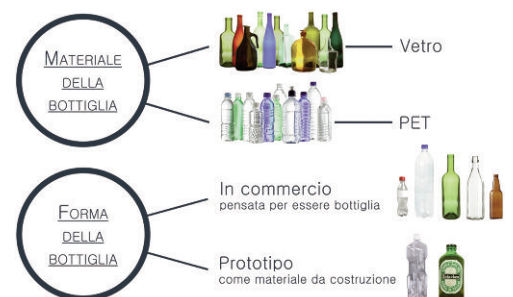 MATERIALE
DELLA
BOTTIGLIA
Vetro
PET
FORMA
DELLA
BOTTIGLIA
In commercio
pensata per essere bottiglia
Prototipo
come materiale da costruzione